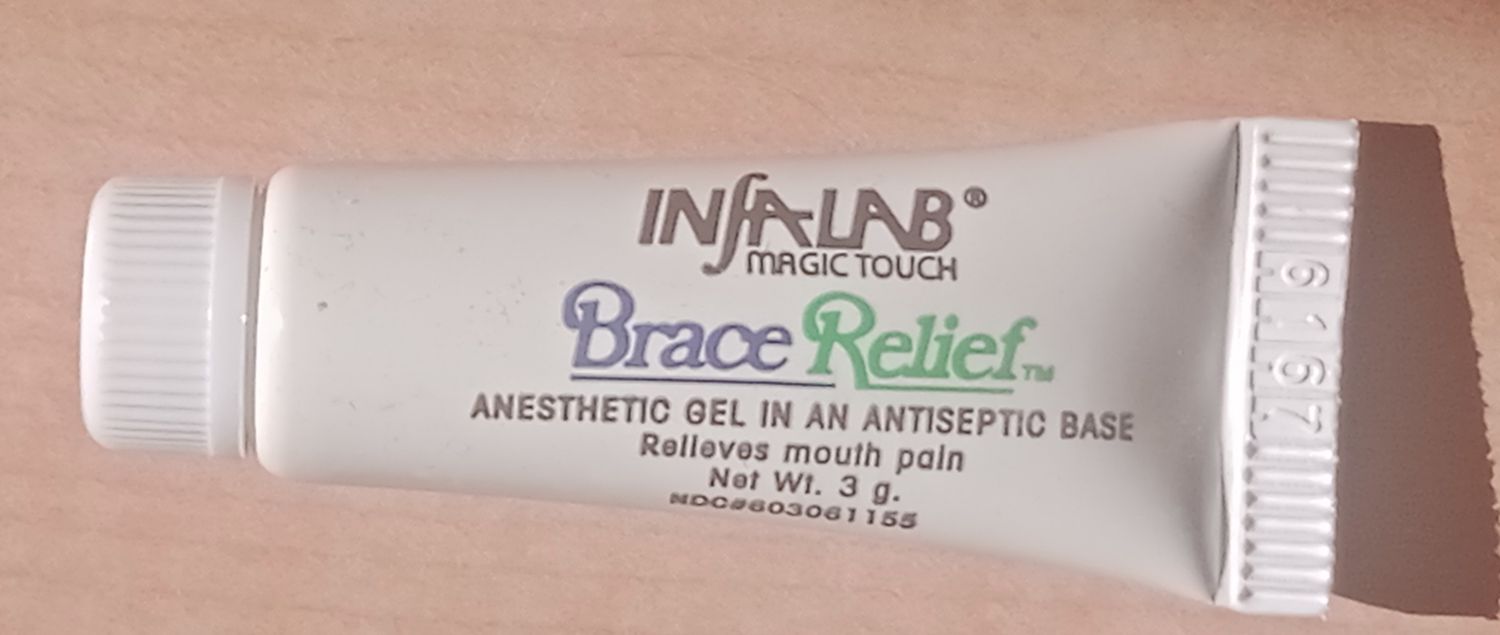 INFALAB®
MAGIC TOUCH
Brace Relief™
ANESTHETIC GEL IN AN ANTISEPTIC BASE
Relieves mouth pain
Net Wt. 3 g.
NDC#603061155
6167